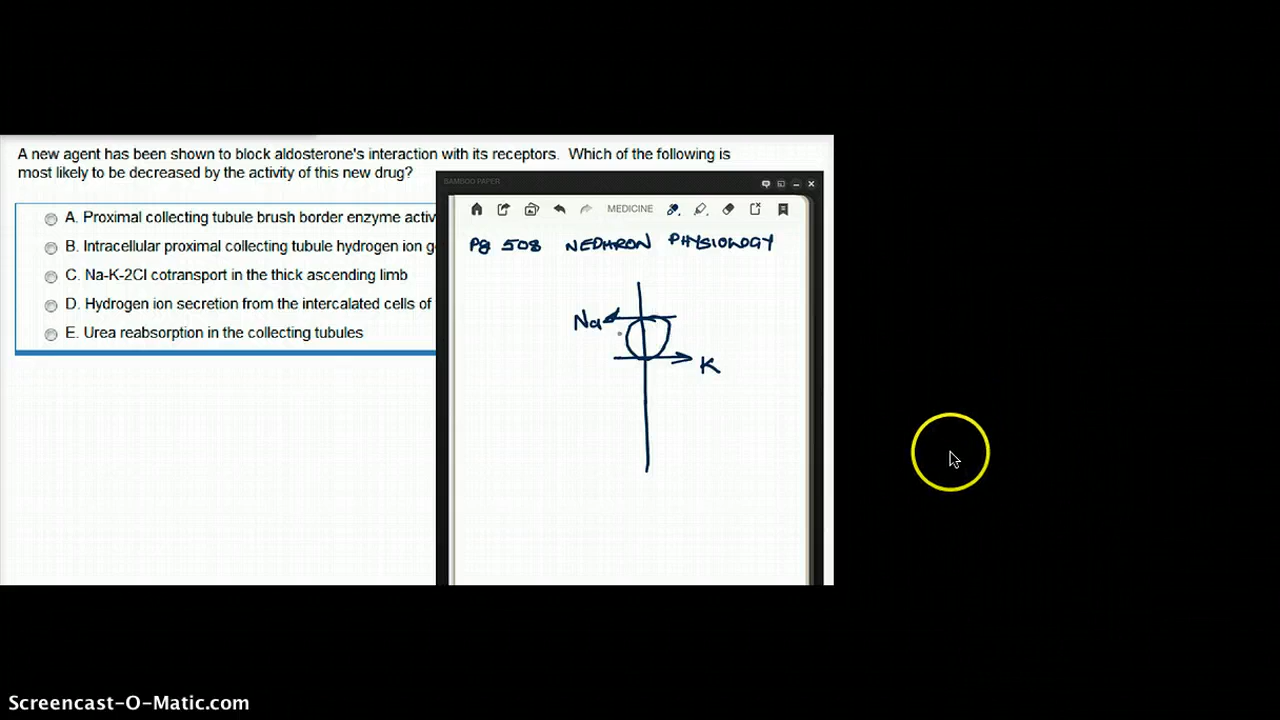 A new agent has been shown to block aldosterone's interaction with its receptors. Which of the following is
most likely to be decreased by the activity of this new drug?
A. Proximal collecting tubule brush border enzyme activ
B. Intracellular proximal collecting tubule hydrogen ion g
C. Na-K-2Cl cotransport in the thick ascending limb
D. Hydrogen ion secretion from the intercalated cells of
E. Urea reabsorption in the collecting tubules
BAMBOO PAPER
MEDICINE
Pg 508 NEPHRON PHYSIOLOGY
Na
K
Screencast-O-Matic.com